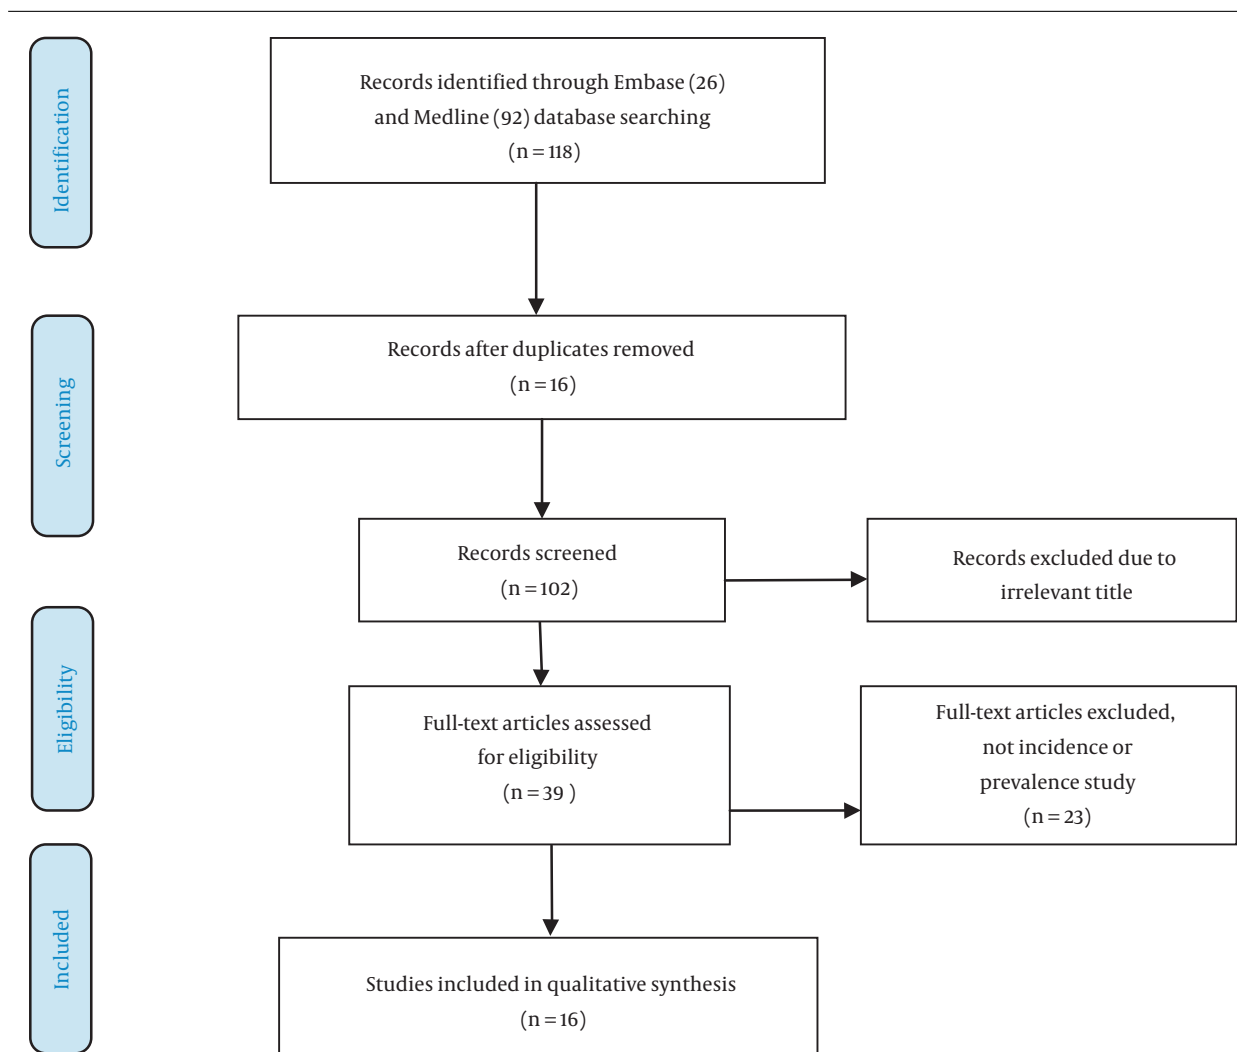 Identification
Records identified through Embase (26)
and Medline (92) database searching
(n = 118)
Screening
Records after duplicates removed
(n = 16)
Records screened
(n = 102)
Records excluded due to
irrelevant title
Eligibility
Full-text articles assessed
for eligibility
(n = 39 )
Full-text articles excluded,
not incidence or
prevalence study
(n = 23)
Included
Studies included in qualitative synthesis
(n = 16)